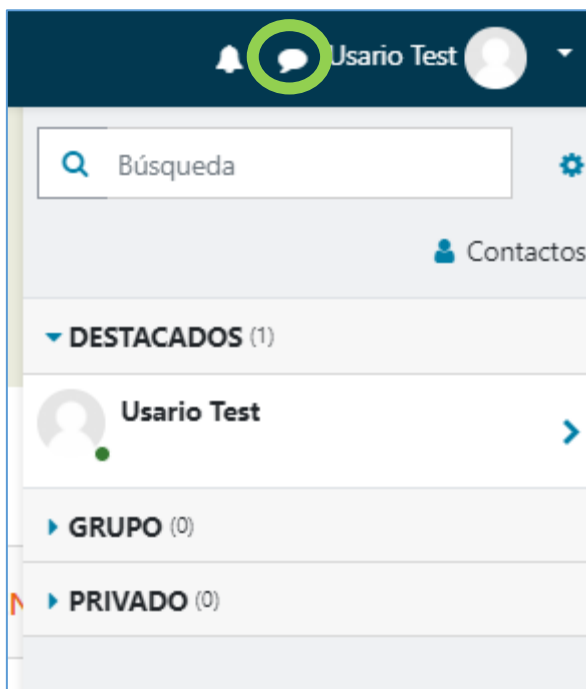 Usario Test
Búsqueda
Contactos
DESTACADOS (1)
Usario Test
GRUPO (0)
N
PRIVADO (0)